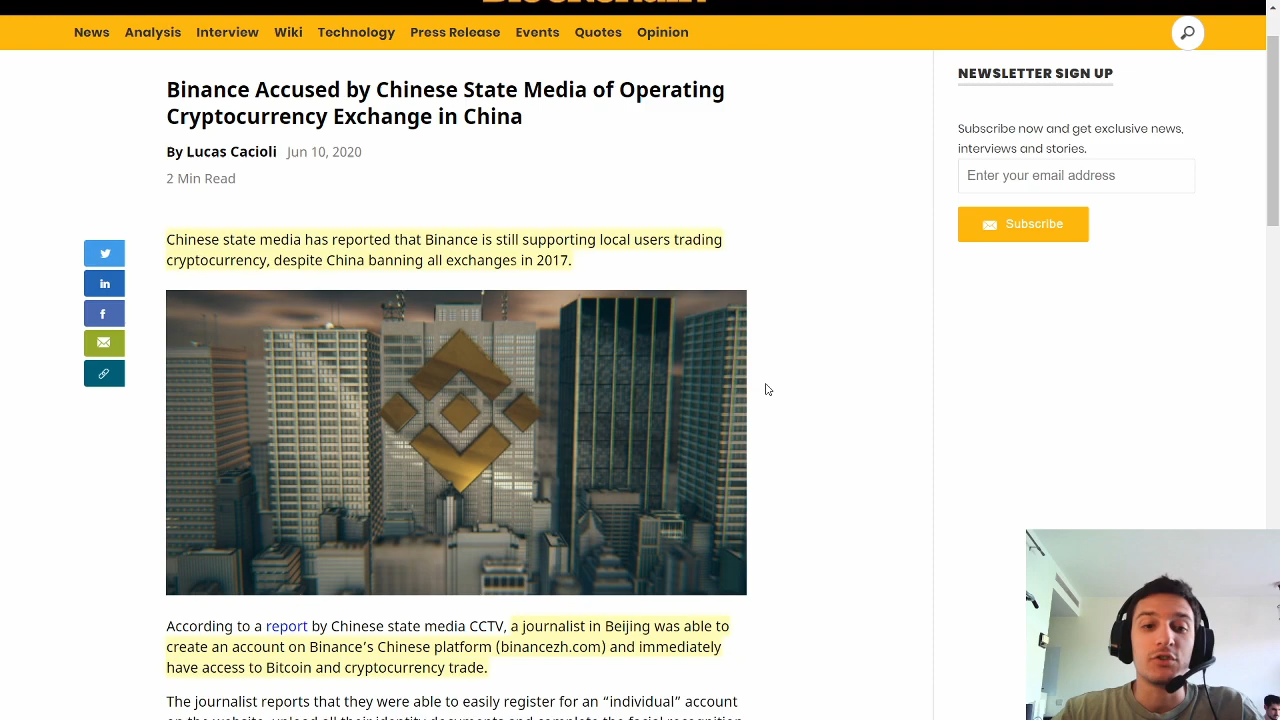 News Analysis Interview Wiki Technology Press Release Events Quotes Opinion
Binance Accused by Chinese State Media of Operating
Cryptocurrency Exchange in China
By Lucas Cacioli Jun 10, 2020
2 Min Read
Chinese state media has reported that Binance is still supporting local users trading
cryptocurrency, despite China banning all exchanges in 2017.
According to a report by Chinese state media CCTV, a journalist in Beijing was able to
create an account on Binance’s Chinese platform (binancezh.com) and immediately
have access to Bitcoin and cryptocurrency trade.
The journalist reports that they were able to easily register for an “individual” account
NEWSLETTER SIGN UP
Subscribe now and get exclusive news,
interviews and stories.
Enter your email address
Subscribe